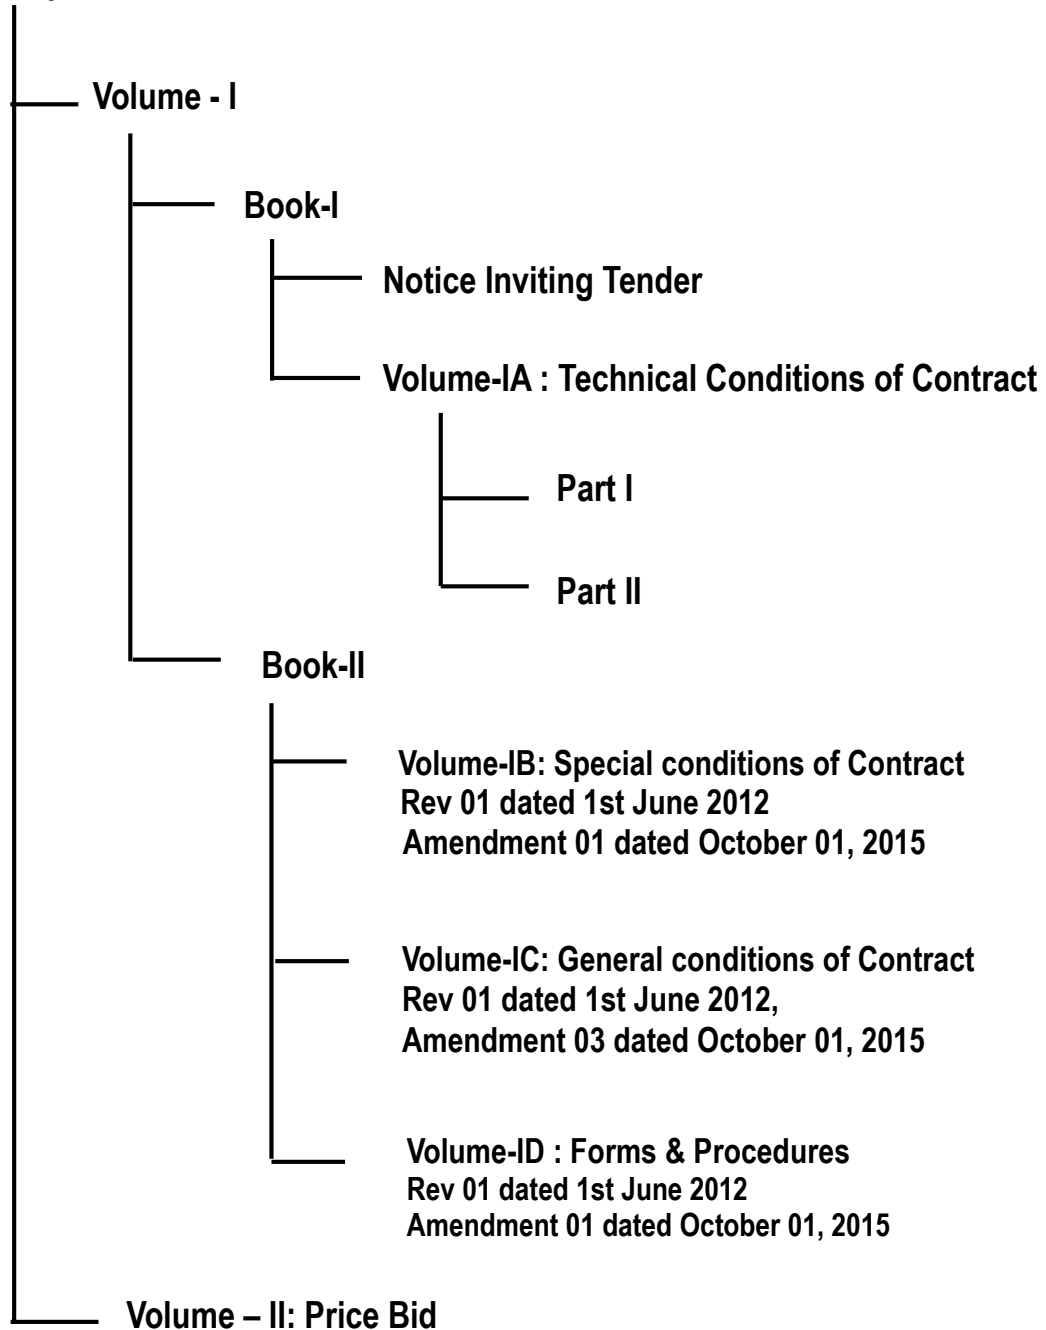 Volume - I
Book-I
Notice Inviting Tender
Volume-IA : Technical Conditions of Contract
Part I
Part II
Book-II
Volume-IB: Special conditions of Contract
Rev 01 dated 1st June 2012
Amendment 01 dated October 01, 2015
Volume-IC: General conditions of Contract
Rev 01 dated 1st June 2012,
Amendment 03 dated October 01, 2015
Volume-ID : Forms & Procedures
Rev 01 dated 1st June 2012
Amendment 01 dated October 01, 2015
Volume – II: Price Bid